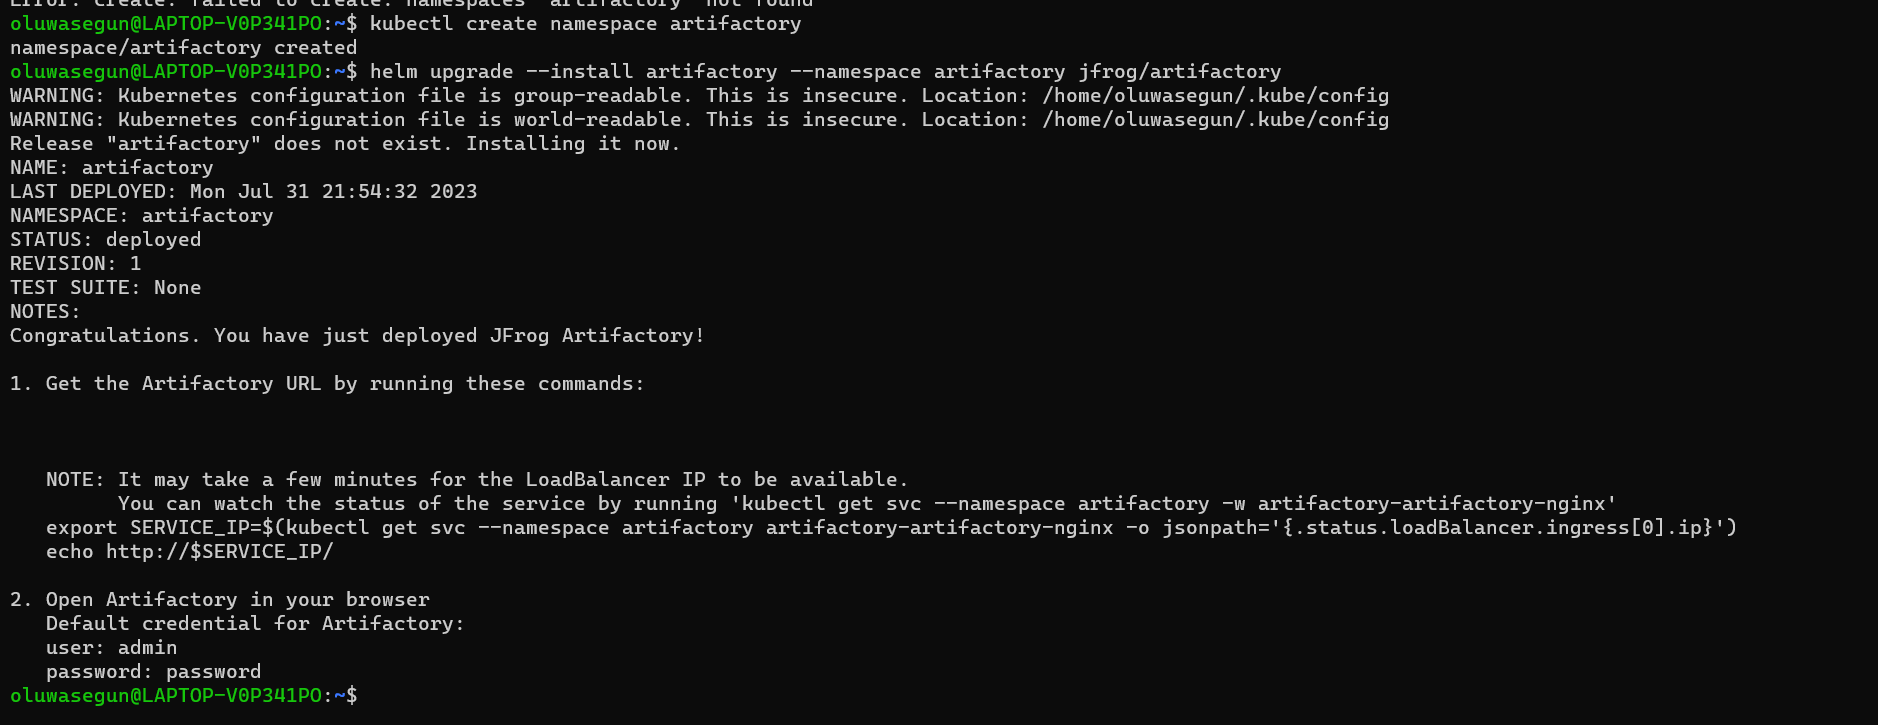 Error: create: failed to create: namespaces "artifactory" not found
oluwasegun@LAPTOP-V0P341PO:~$ kubectl create namespace artifactory
namespace/artifactory created
oluwasegun@LAPTOP-V0P341PO:~$ helm upgrade --install artifactory --namespace artifactory jfrog/artifactory
WARNING: Kubernetes configuration file is group-readable. This is insecure. Location: /home/oluwasegun/.kube/config
WARNING: Kubernetes configuration file is world-readable. This is insecure. Location: /home/oluwasegun/.kube/config
Release "artifactory" does not exist. Installing it now.
NAME: artifactory
LAST DEPLOYED: Mon Jul 31 21:54:32 2023
NAMESPACE: artifactory
STATUS: deployed
REVISION: 1
TEST SUITE: None
NOTES:
Congratulations. You have just deployed JFrog Artifactory!
1. Get the Artifactory URL by running these commands:
NOTE: It may take a few minutes for the LoadBalancer IP to be available.
You can watch the status of the service by running 'kubectl get svc --namespace artifactory -w artifactory-artifactory-nginx'
export SERVICE_IP=$(kubectl get svc --namespace artifactory artifactory-artifactory-nginx -o jsonpath='{.status.loadBalancer.ingress[0].ip}')
echo http://$SERVICE_IP/
2. Open Artifactory in your browser
Default credential for Artifactory:
user: admin
password: password
oluwasegun@LAPTOP-V0P341PO:~$